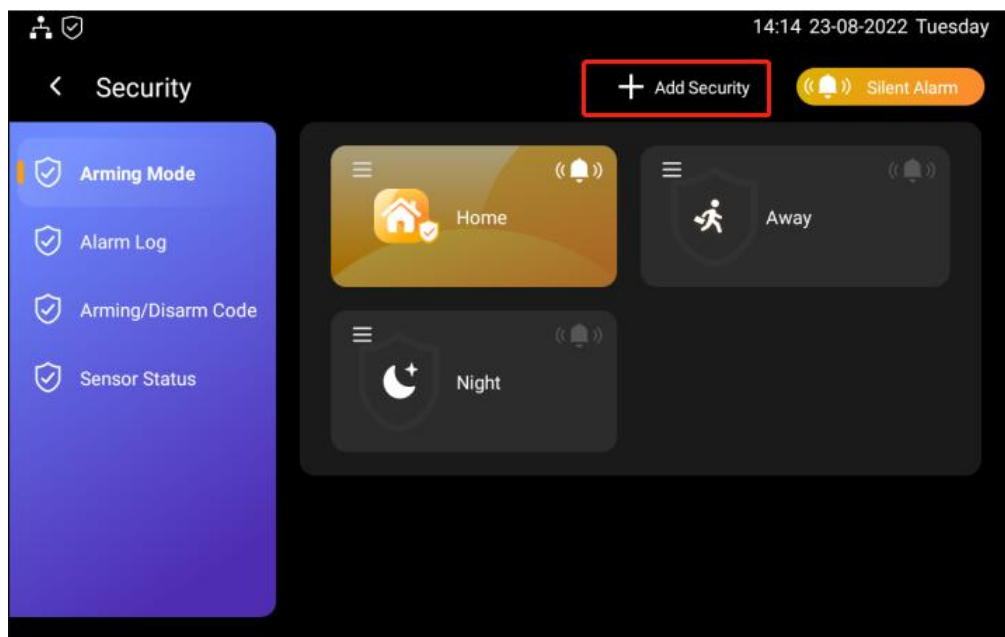 14:14 23-08-2022 Tuesday
Security
Add Security
Silent Alarm
Arming Mode
Alarm Log
Arming/Disarm Code
Sensor Status
Home
Away
Night